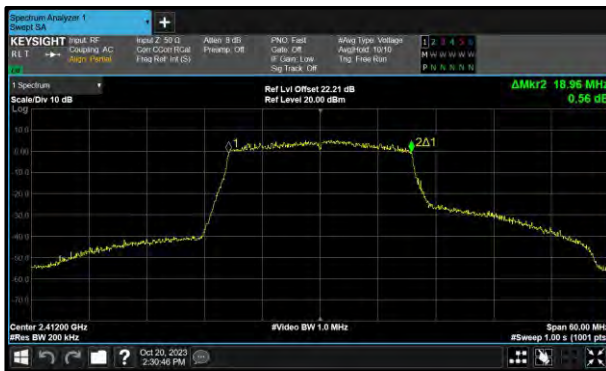 Spectrum Analyzer 1
Swept SA
+
KEYSIGHT Input: RF Input Z: 50 Ω Atten: 8 dB PNO: Fast #Avg Type: Voltage 1 2 3 4 5 6
RLT Coupling: AC Corr CCorr RCal Preamp: Off Gate: Off Avg|Hold: 10/10 M W W W W W
Align: Partial Freq Ref: Int (S) IF Gain: Low Trig: Free Run P N N N N N
Sig Track: Off
1 Spectrum Ref Lvl Offset 22.21 dB ΔMkr2 18.96 MHz
Scale/Div 10 dB Ref Level 20.00 dBm 0.56 dB
Log
10.0
1 2Δ1
0.00
-10.0
-20.0
-30.0
-40.0
-50.0
-60.0
-70.0
Center 2.41200 GHz #Video BW 1.0 MHz Span 60.00 MHz
#Res BW 200 kHz #Sweep 1.00 s (1001 pts)
? Oct 20, 2023
2:30:46 PM